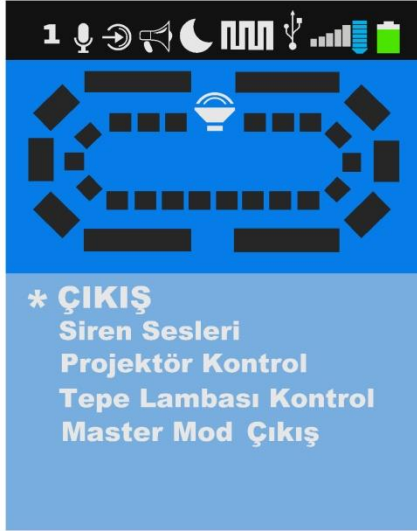 1
* ÇIKIŞ
Siren Sesleri
Projektör Kontrol
Tepe Lambası Kontrol
Master Mod Çıkış